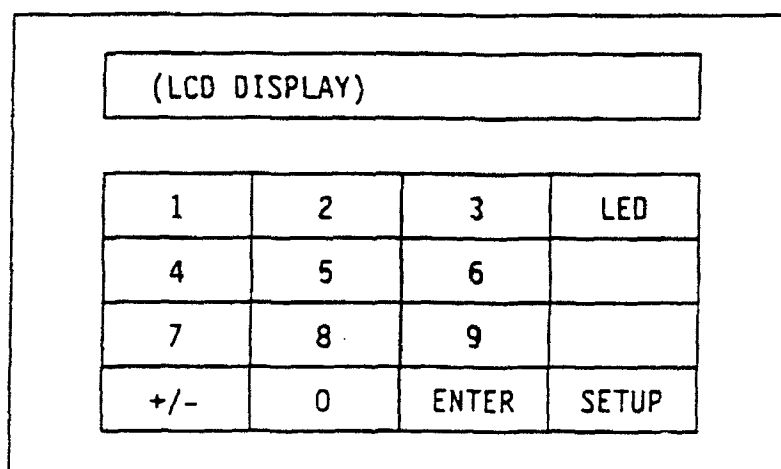 (LCD DISPLAY)
1 2 3 LED
4 5 6
7 8 9
+/- 0 ENTER SETUP